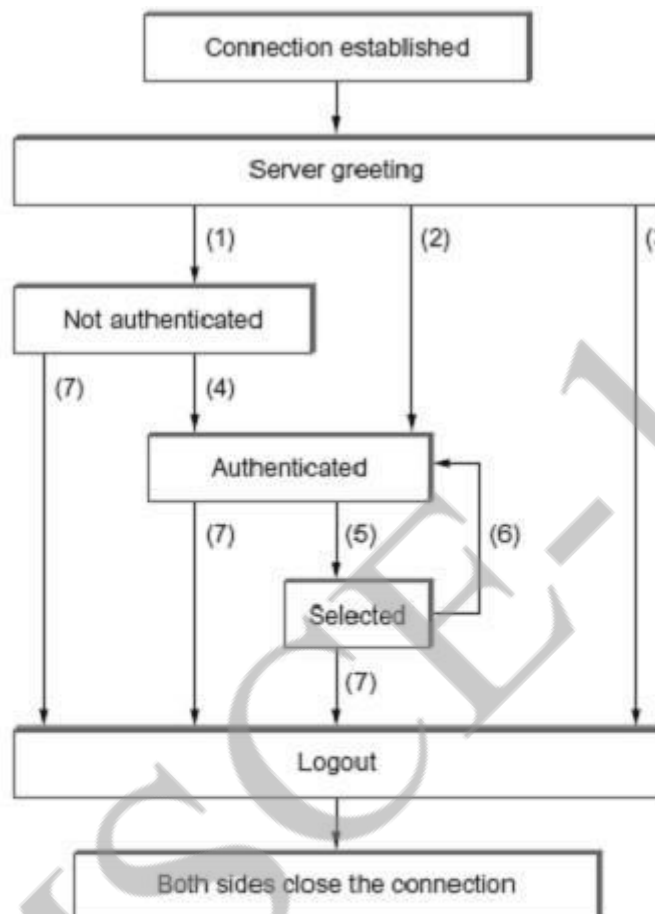 Connection established
Server greeting
(1)
(2)
Not authenticated
(7)
(4)
Authenticated
(7)
(5)
(6)
Selected
(7)
Logout
Both sides close the connection